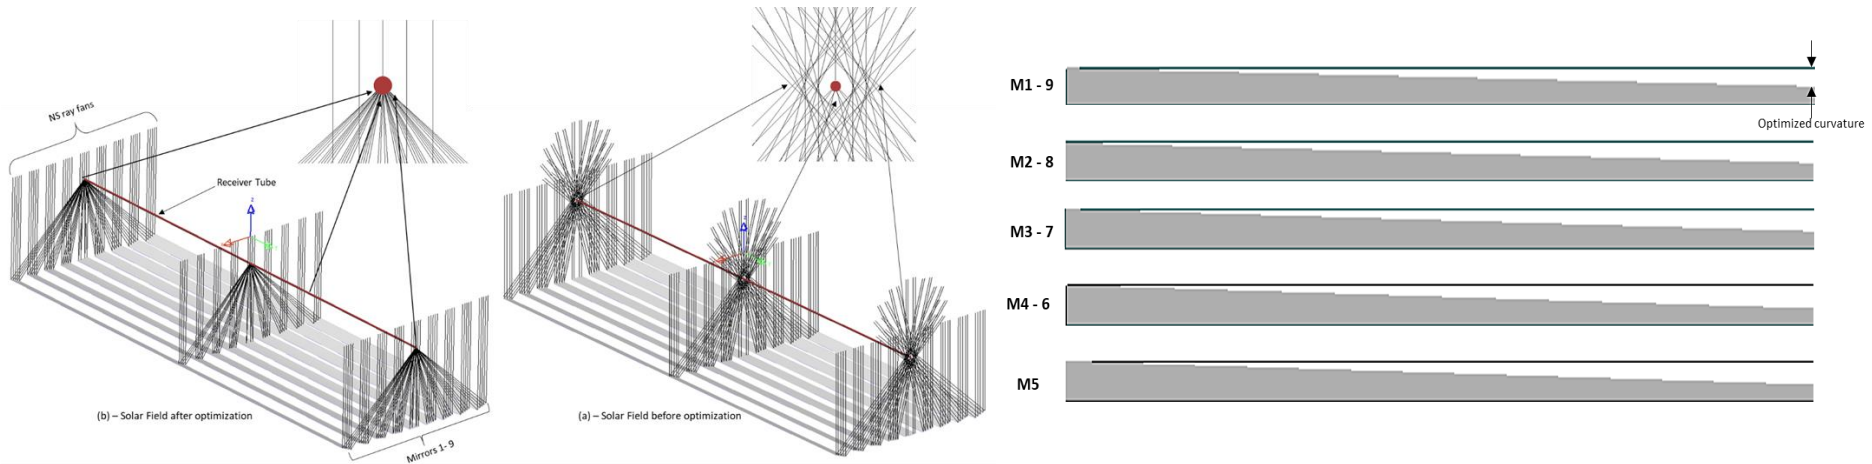 NS ray fans
Receiver Tube
z
(b) – Solar Field after optimization
Mirrors 1- 9
z
(a) – Solar Field before optimization
M1 - 9
Optimized curvature
M2 - 8
M3 - 7
M4 - 6
M5